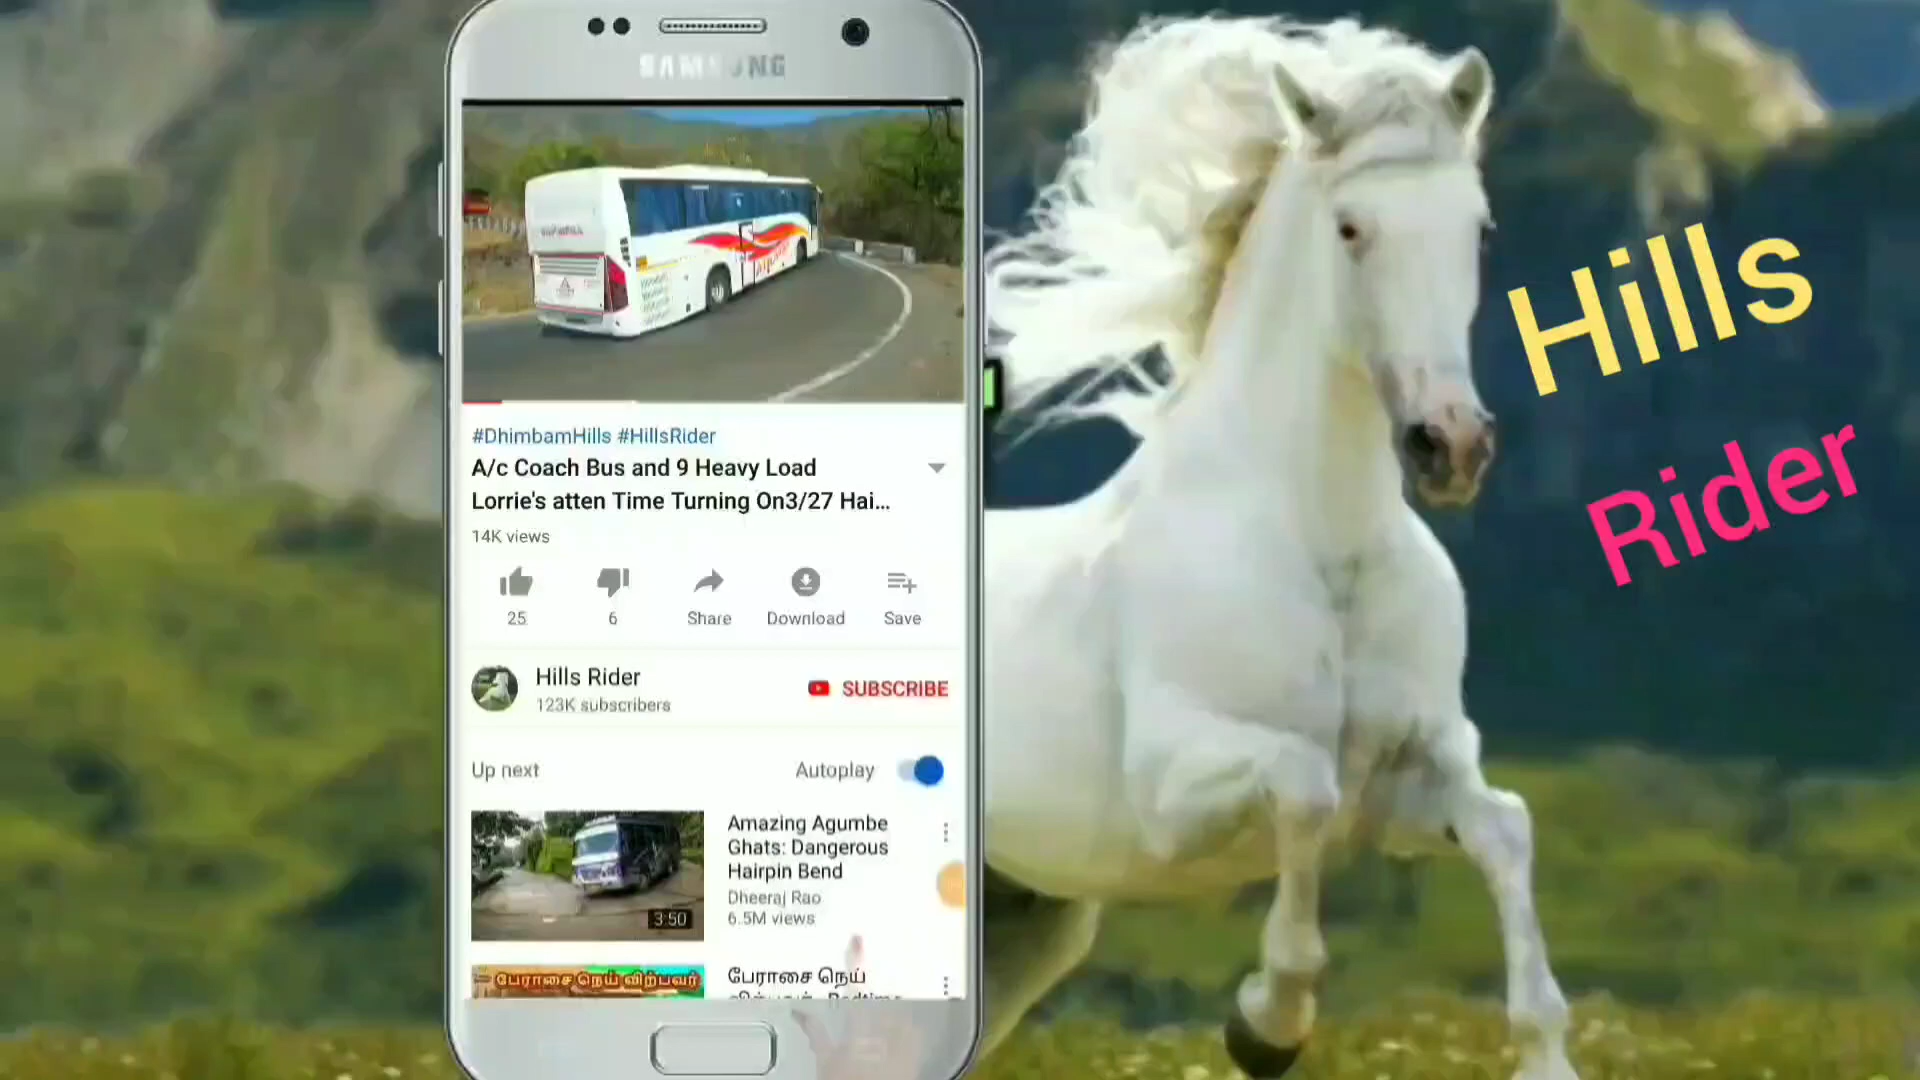 SAMSUNG
#DhimbamHills #HillsRider
A/c Coach Bus and 9 Heavy Load
Lorrie's atten Time Turning On3/27 Hai...
14K views
25
6
Share
Download
Save
Hills Rider
123K subscribers
SUBSCRIBE
Up next
Autoplay
Amazing Agumbe
Ghats: Dangerous
Hairpin Bend
Dheeraj Rao
6.5M views
3:50
பேராசை நெய் விற்பவர்
பேராசை நெய்
Hills
Rider